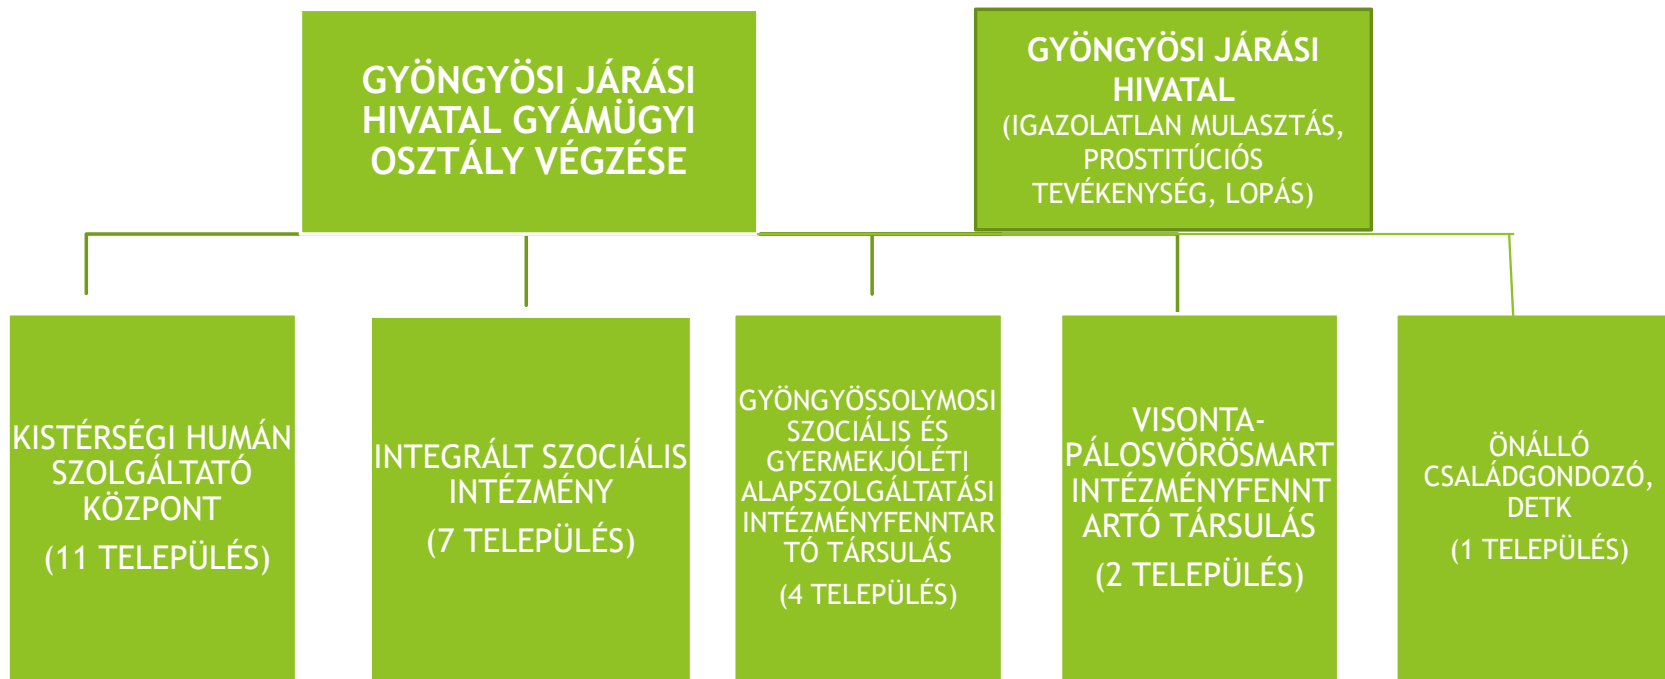 GYÖNGYÖSI JÁRÁSI
HIVATAL GYÁMÜGYI
OSZTÁLY VÉGZÉSE
GYÖNGYÖSI JÁRÁSI
HIVATAL
(IGAZOLATLAN MULASZTÁS,
PROSTITÚCIÓS
TEVÉKENYSÉG, LOPÁS)
KISTÉRSÉGI HUMÁN
SZOLGÁLTATÓ
KÖZPONT
(11 TELEPÜLÉS)
INTEGRÁLT SZOCIÁLIS
INTÉZMÉNY
(7 TELEPÜLÉS)
GYÖNGYÖSSOLYMOSI
SZOCIÁLIS ÉS
GYERMEKJÓLÉTI
ALAPSZOLGÁLTATÁSI
INTÉZMÉNYFENNTAR
TÓ TÁRSULÁS
(4 TELEPÜLÉS)
VISONTA-
PÁLOSVÖRÖSMART
INTÉZMÉNYFENNT
ARTÓ TÁRSULÁS
(2 TELEPÜLÉS)
ÖNÁLLÓ
CSALÁDGONDOZÓ,
DETK
(1 TELEPÜLÉS)